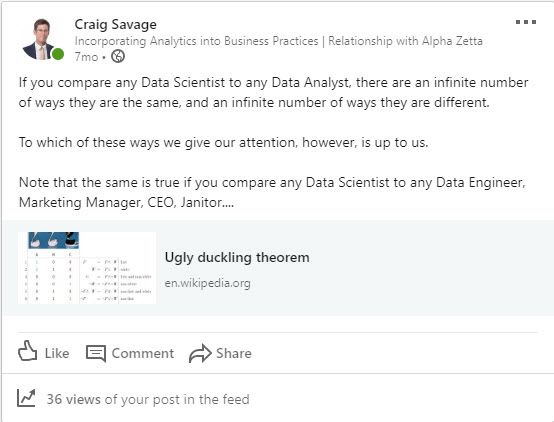 Craig Savage
Incorporating Analytics into Business Practices | Relationship with Alpha Zetta
7mo •
If you compare any Data Scientist to any Data Analyst, there are an infinite number
of ways they are the same, and an infinite number of ways they are different.
To which of these ways we give our attention, however, is up to us.
Note that the same is true if you compare any Data Scientist to any Data Engineer,
Marketing Manager, CEO, Janitor....
Ugly duckling theorem
en.wikipedia.org
Like
Comment
Share
36 views of your post in the feed